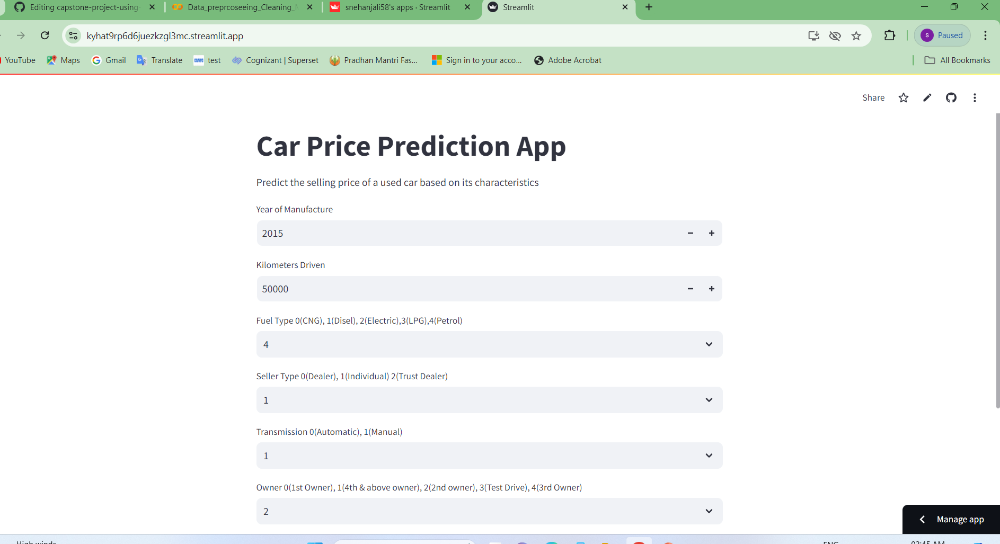 Editing capstone-project-using
Data_preprcoseeing_Cleaning_
snehanjali58's apps · Streamlit
Streamlit
kyhat9rp6d6juezkzgl3mc.streamlit.app
s
Paused
YouTube
Maps
Gmail
Translate
test
Cognizant | Superset
Pradhan Mantri Fas...
Sign in to your acco...
Adobe Acrobat
All Bookmarks
Share
Car Price Prediction App
Predict the selling price of a used car based on its characteristics
Year of Manufacture
2015
Kilometers Driven
50000
Fuel Type 0(CNG), 1(Disel), 2(Electric),3(LPG),4(Petrol)
4
Seller Type 0(Dealer), 1(Individual) 2(Trust Dealer)
1
Transmission 0(Automatic), 1(Manual)
1
Owner 0(1st Owner), 1(4th & above owner), 2(2nd owner), 3(Test Drive), 4(3rd Owner)
2
Manage app
High winds
ENG